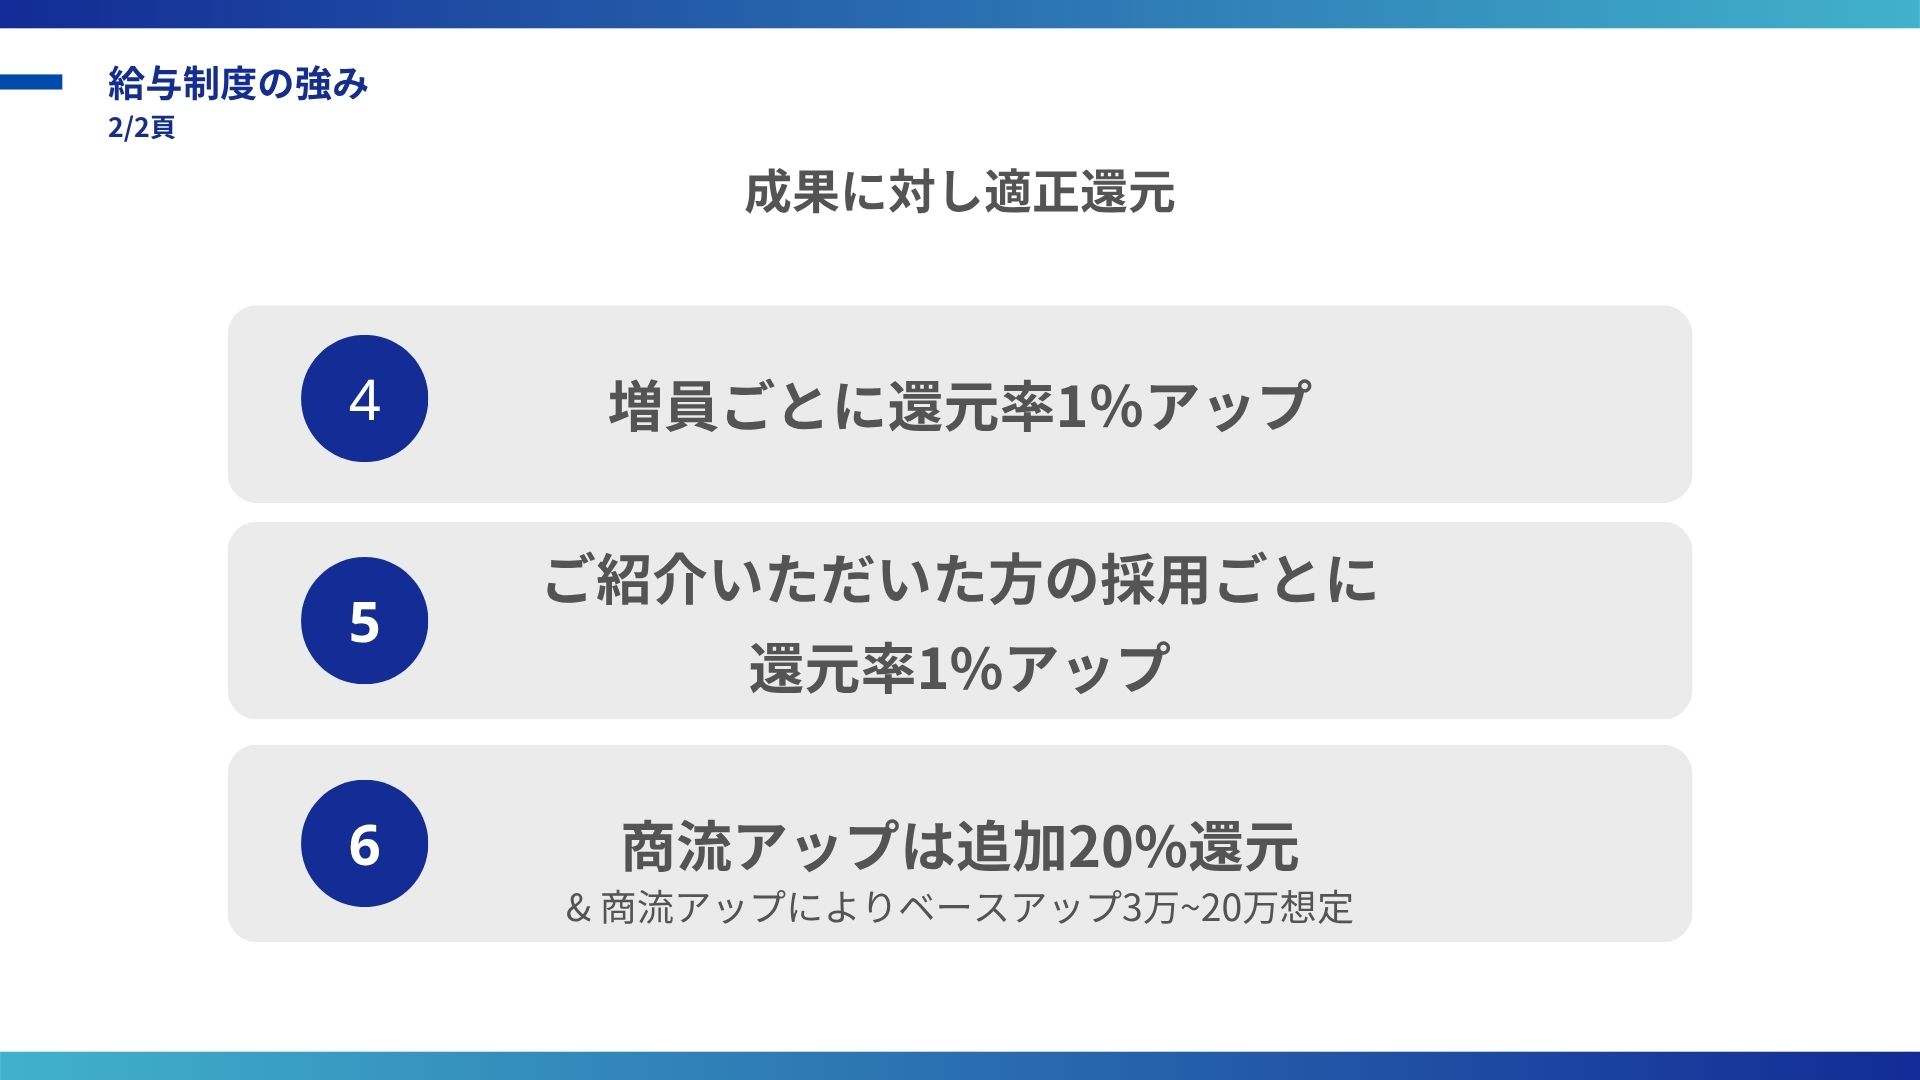 給与制度の強み
2/2頁
成果に対し適正還元
4
増員ごとに還元率1%アップ
5
ご紹介いただいた方の採用ごとに
還元率1%アップ
6
商流アップは追加20%還元
& 商流アップによりベースアップ3万~20万想定